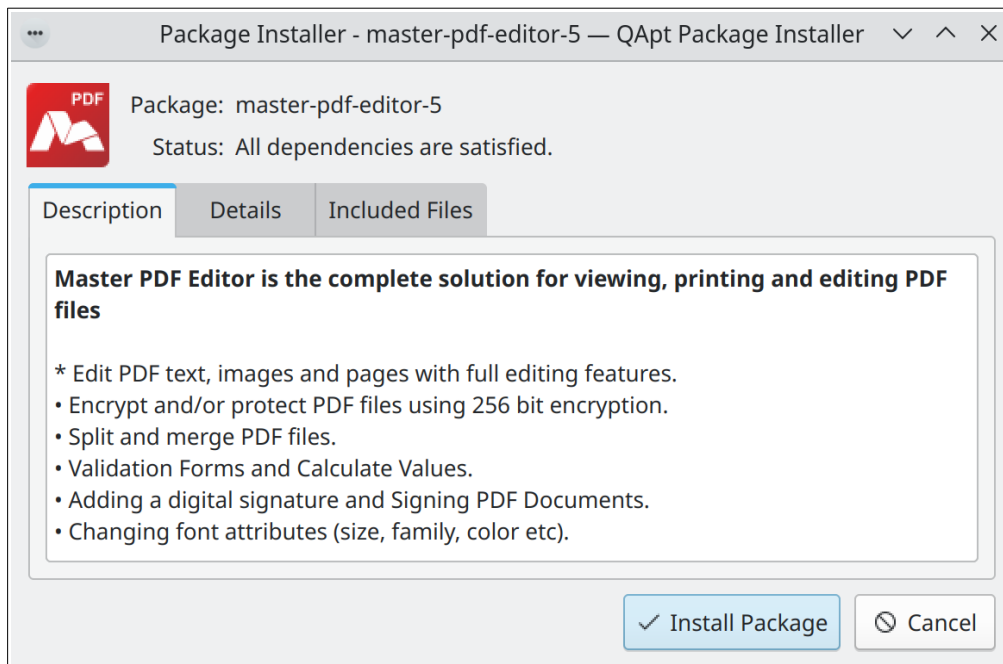 Package Installer - master-pdf-editor-5 — QApt Package Installer
PDF
Package: master-pdf-editor-5
Status: All dependencies are satisfied.
Description Details Included Files
Master PDF Editor is the complete solution for viewing, printing and editing PDF
files
* Edit PDF text, images and pages with full editing features.
• Encrypt and/or protect PDF files using 256 bit encryption.
• Split and merge PDF files.
• Validation Forms and Calculate Values.
• Adding a digital signature and Signing PDF Documents.
• Changing font attributes (size, family, color etc).
Install Package Cancel